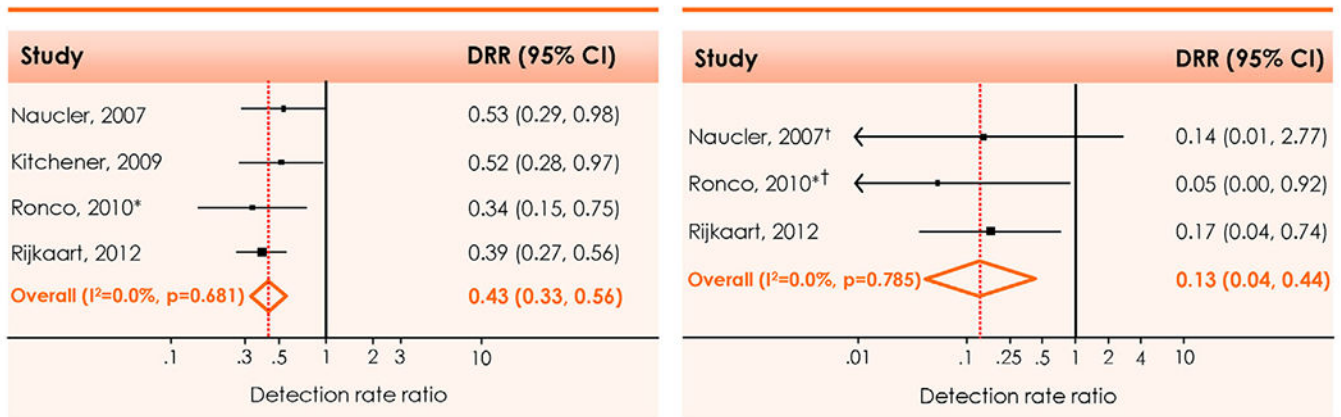 Study DRR (95% CI)
Naucler, 2007 0.53 (0.29, 0.98)
Kitchener, 2009 0.52 (0.28, 0.97)
Ronco, 2010* 0.34 (0.15, 0.75)
Rijkaart, 2012 0.39 (0.27, 0.56)
Overall (I²=0.0%, p=0.681) 0.43 (0.33, 0.56)
.1 .3 .5 1 2 3 10
Detection rate ratio
Study DRR (95% CI)
Naucler, 2007† 0.14 (0.01, 2.77)
Ronco, 2010*† 0.05 (0.00, 0.92)
Rijkaart, 2012 0.17 (0.04, 0.74)
Overall (I²=0.0%, p=0.785) 0.13 (0.04, 0.44)
.01 .1 .25 .5 1 2 4 10
Detection rate ratio